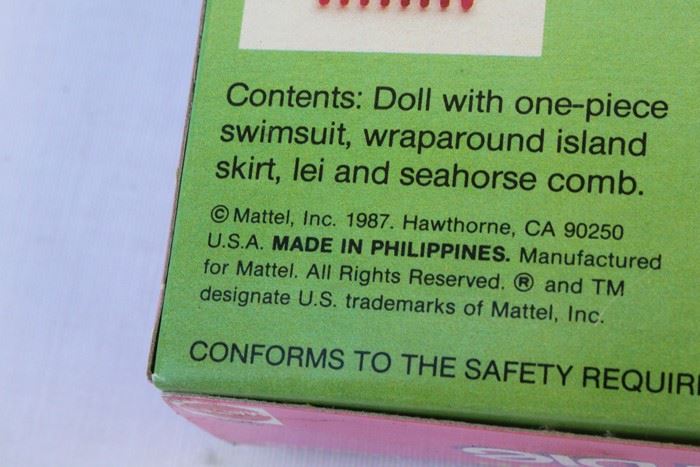 Contents: Doll with one-piece
swimsuit, wraparound island
skirt, lei and seahorse comb.
© Mattel, Inc. 1987. Hawthorne, CA 90250
U.S.A. MADE IN PHILIPPINES. Manufactured
for Mattel. All Rights Reserved. ® and TM
designate U.S. trademarks of Mattel, Inc.
CONFORMS TO THE SAFETY REQUIR